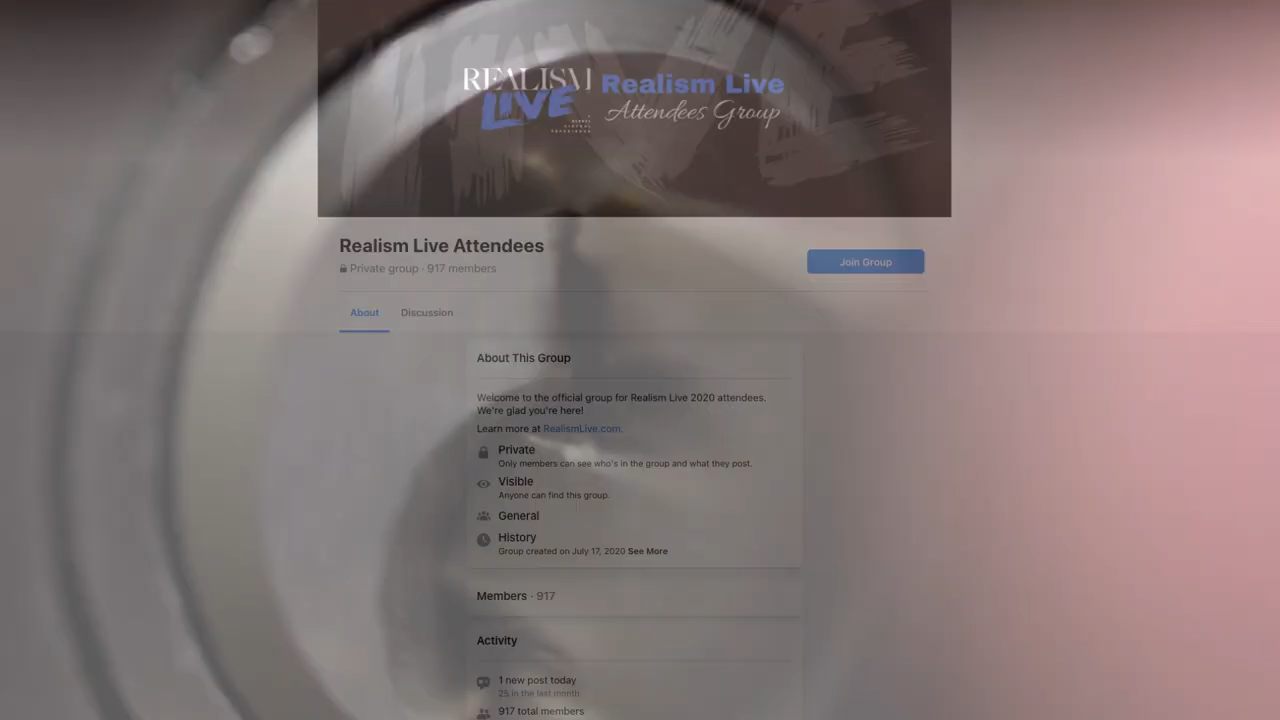 REALISM
LIVE
Realism Live
Attendees Group
Realism Live Attendees
Private group · 917 members
Join Group
About
Discussion
About This Group
Welcome to the official group for Realism Live 2020 attendees.
We're glad you're here!
Learn more at RealismLive.com.
Private
Only members can see who's in the group and what they post.
Visible
Anyone can find this group.
General
History
Group created on July 17, 2020 See More
Members · 917
Activity
1 new post today
25 in the last month
917 total members